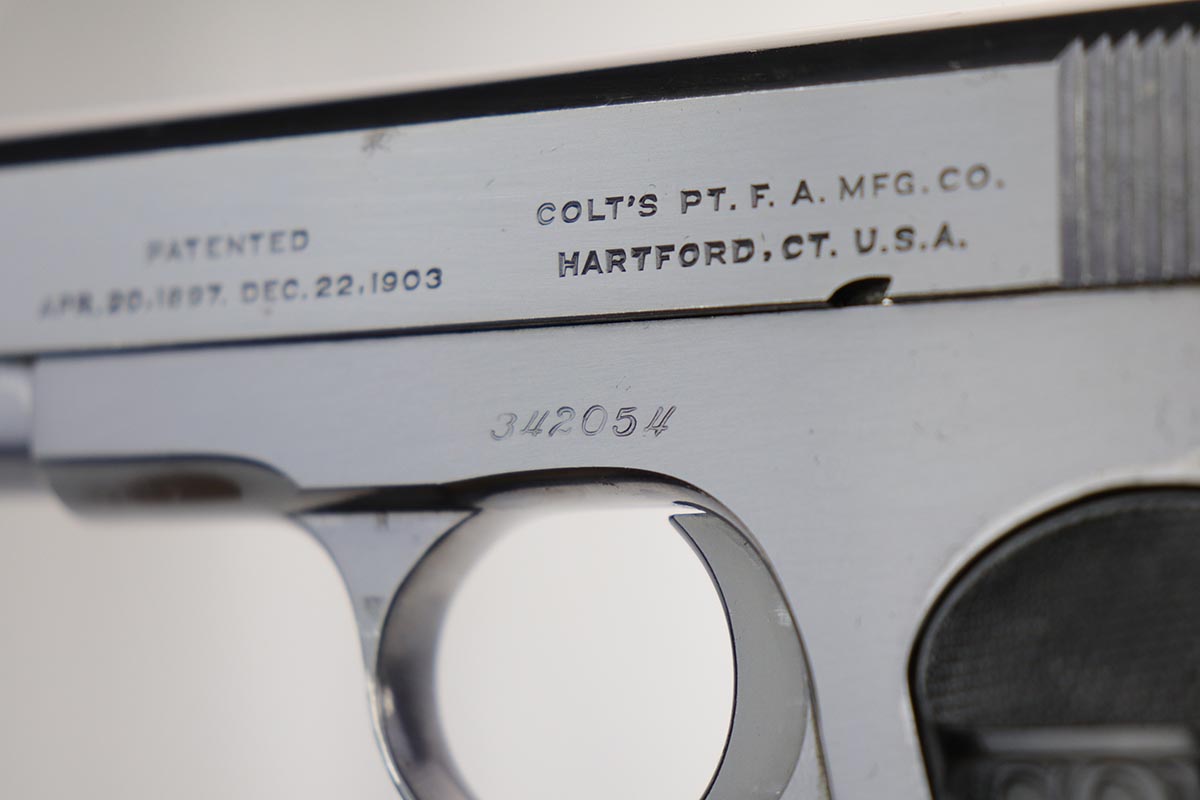 COLT'S PT. F. A. MFG. CO.
HARTFORD, CT. U.S.A.
PATENTED
APR. 20, 1897. DEC. 22, 1903
342054